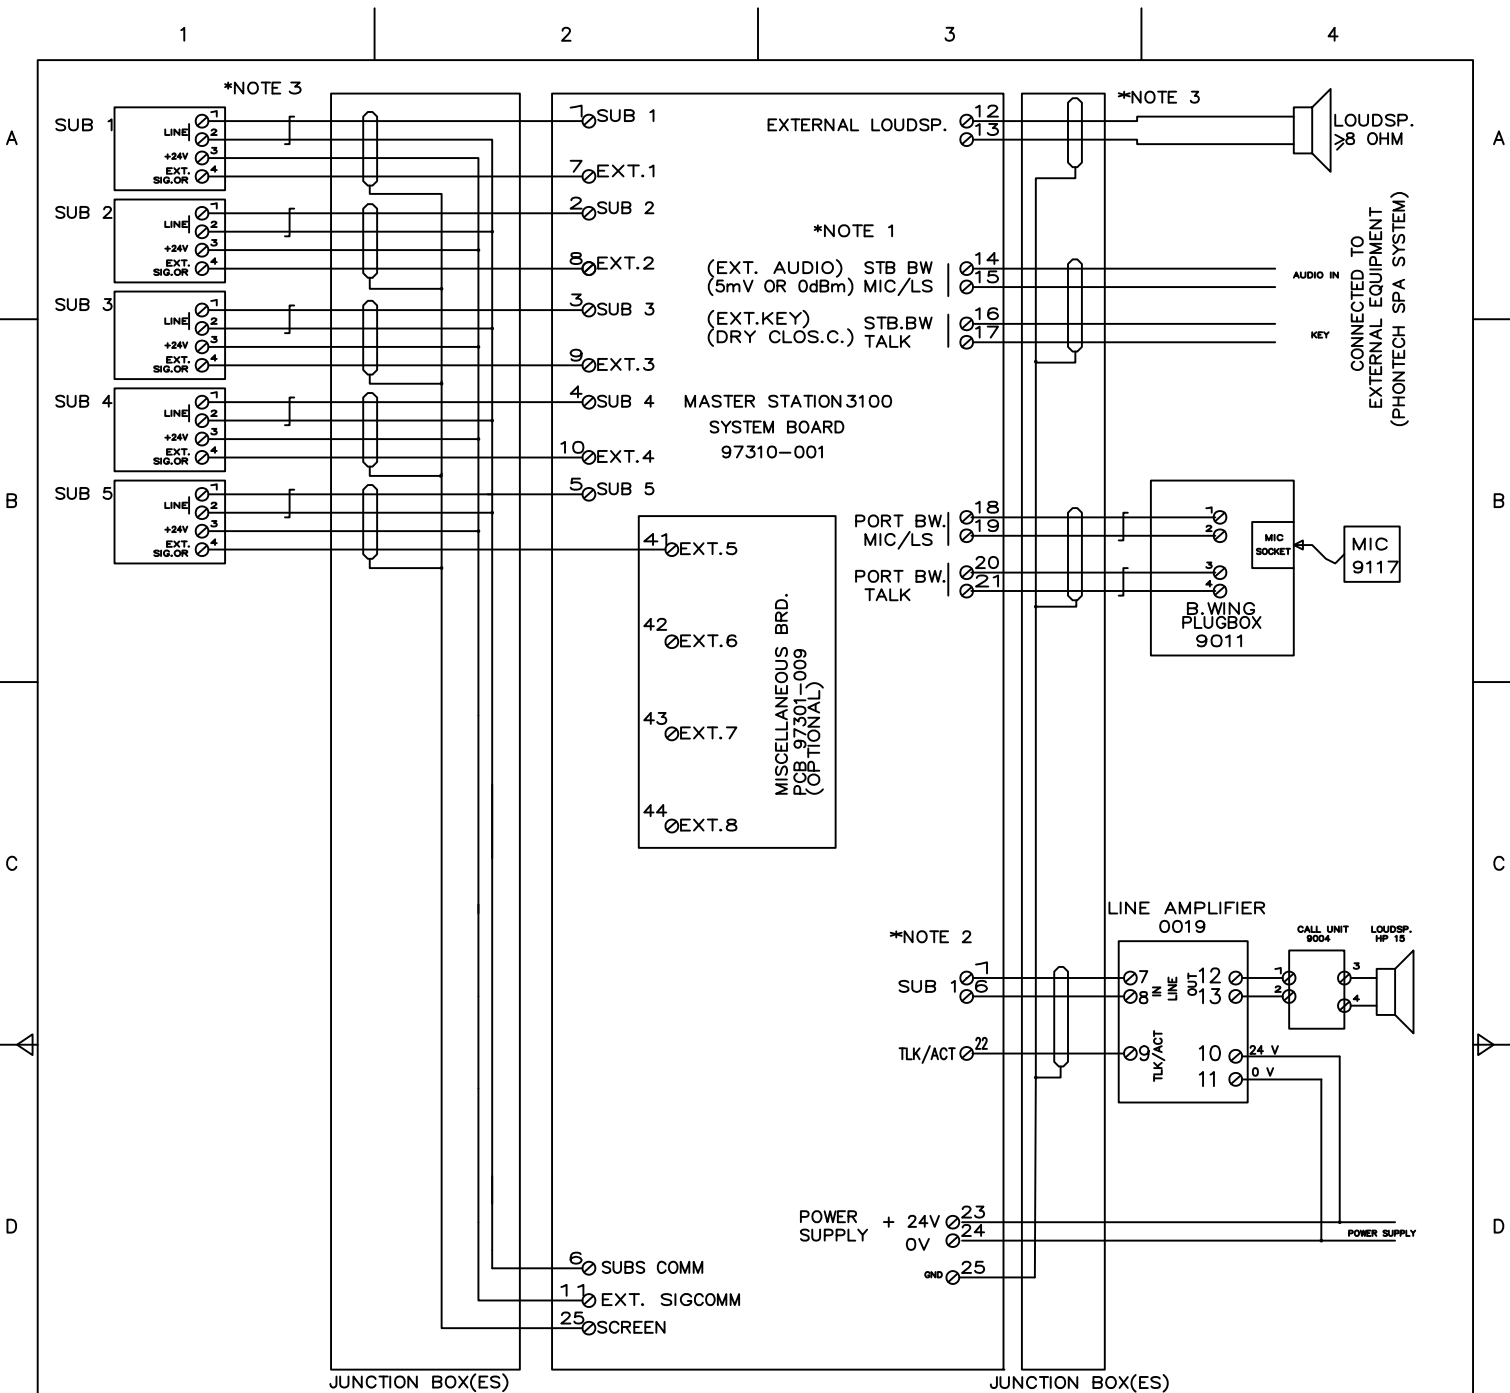 1
2
3
4
A
A
B
B
C
C
D
D
*NOTE 3
SUB 1
LINE
1
2
+24V
3
EXT.
SIG.OR
4
SUB 2
LINE
1
2
+24V
3
EXT.
SIG.OR
4
SUB 3
LINE
1
2
+24V
3
EXT.
SIG.OR
4
SUB 4
LINE
1
2
+24V
3
EXT.
SIG.OR
4
SUB 5
LINE
1
2
+24V
3
EXT.
SIG.OR
4
JUNCTION BOX(ES)
1 SUB 1
7 EXT.1
2 SUB 2
8 EXT.2
3 SUB 3
9 EXT.3
4 SUB 4
10 EXT.4
5 SUB 5
MASTER STATION 3100
SYSTEM BOARD
97310-001
41 EXT.5
42 EXT.6
43 EXT.7
44 EXT.8
MISCELLANEOUS BRD.
PCB 97301-009
(OPTIONAL)
6 SUBS COMM
11 EXT. SIGCOMM
25 SCREEN
EXTERNAL LOUDSP.
12
13
*NOTE 3
LOUDSP.
≥8 OHM
*NOTE 1
(EXT. AUDIO) STB BW 14
(5mV OR 0dBm) MIC/LS 15
(EXT.KEY) STB.BW 16
(DRY CLOS.C.) TALK 17
AUDIO IN
KEY
CONNECTED TO
EXTERNAL EQUIPMENT
(PHONTECH SPA SYSTEM)
PORT BW. 18
MIC/LS 19
PORT BW. 20
TALK 21
1
2
3
4
B.WING
PLUGBOX
9011
MIC
SOCKET
MIC
9117
*NOTE 2
SUB 1
1
6
TLK/ACT 22
LINE AMPLIFIER
0019
7
8
IN
LINE
OUT
12
13
9
TLK/ACT
10
11
24 V
0 V
CALL UNIT
9004
1
2
3
4
LOUDSP.
HP 15
POWER
SUPPLY
+ 24V 23
0V 24
GND 25
POWER SUPPLY
JUNCTION BOX(ES)